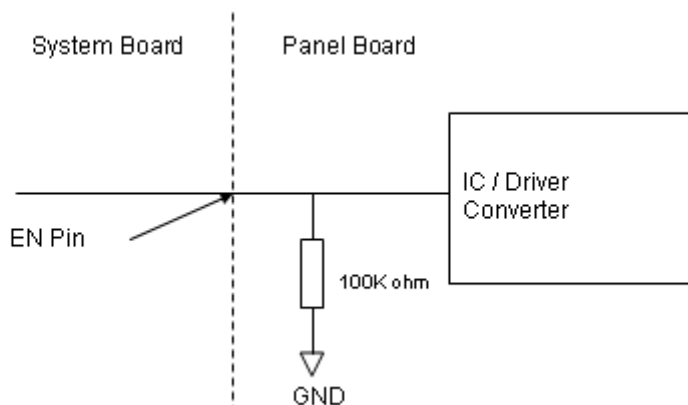 System Board
Panel Board
IC / Driver
Converter
EN Pin
100K ohm
GND